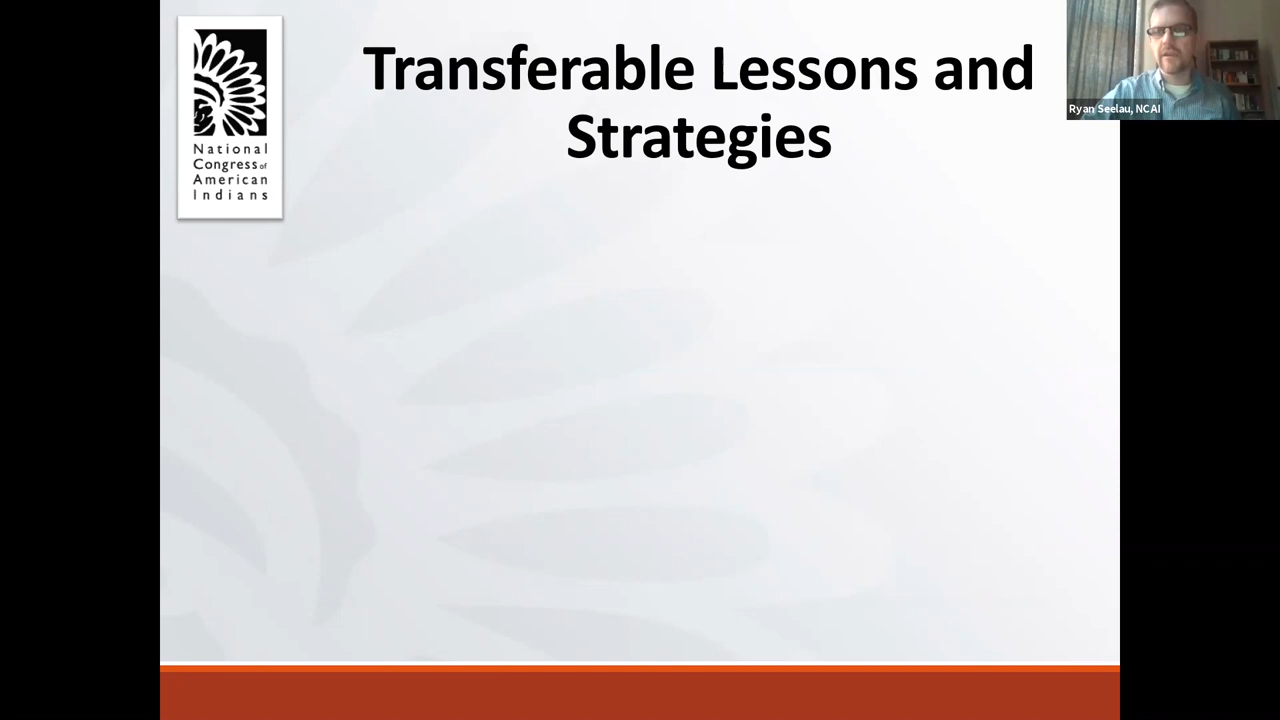 Transferable Lessons and
Strategies
National
Congress of
American
Indians
Ryan Seelau, NCAI